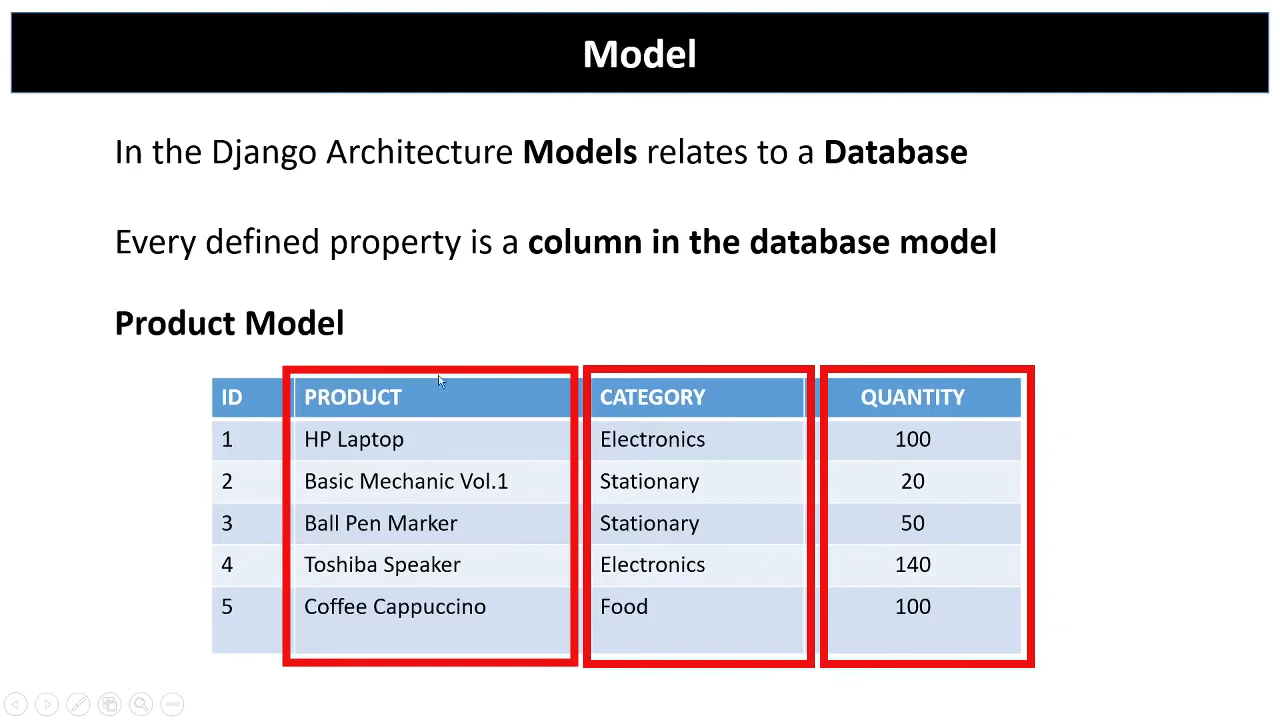 Model
In the Django Architecture Models relates to a Database
Every defined property is a column in the database model
Product Model
ID PRODUCT CATEGORY QUANTITY
1 HP Laptop Electronics 100
2 Basic Mechanic Vol.1 Stationary 20
3 Ball Pen Marker Stationary 50
4 Toshiba Speaker Electronics 140
5 Coffee Cappuccino Food 100